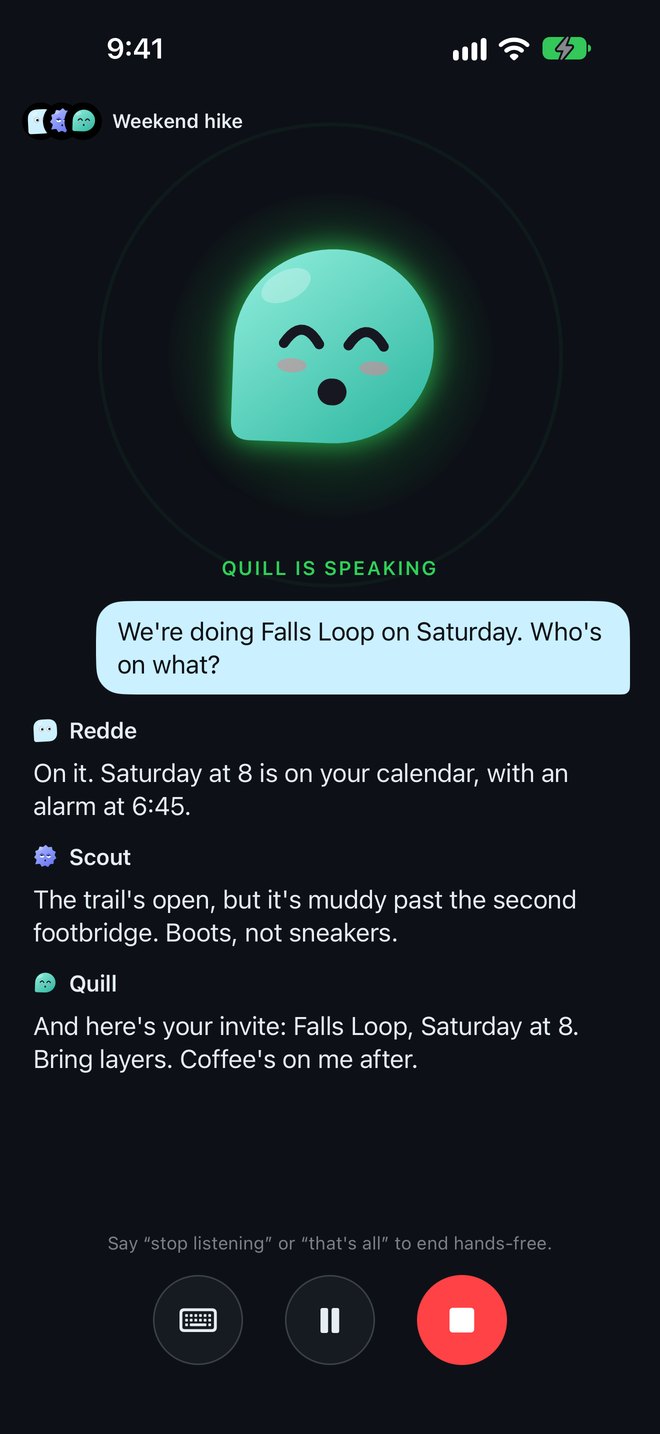 9:41
Weekend hike
QUILL IS SPEAKING
We're doing Falls Loop on Saturday. Who's
on what?
Redde
On it. Saturday at 8 is on your calendar, with an
alarm at 6:45.
Scout
The trail's open, but it's muddy past the second
footbridge. Boots, not sneakers.
Quill
And here's your invite: Falls Loop, Saturday at 8.
Bring layers. Coffee's on me after.
Say “stop listening” or “that's all” to end hands-free.